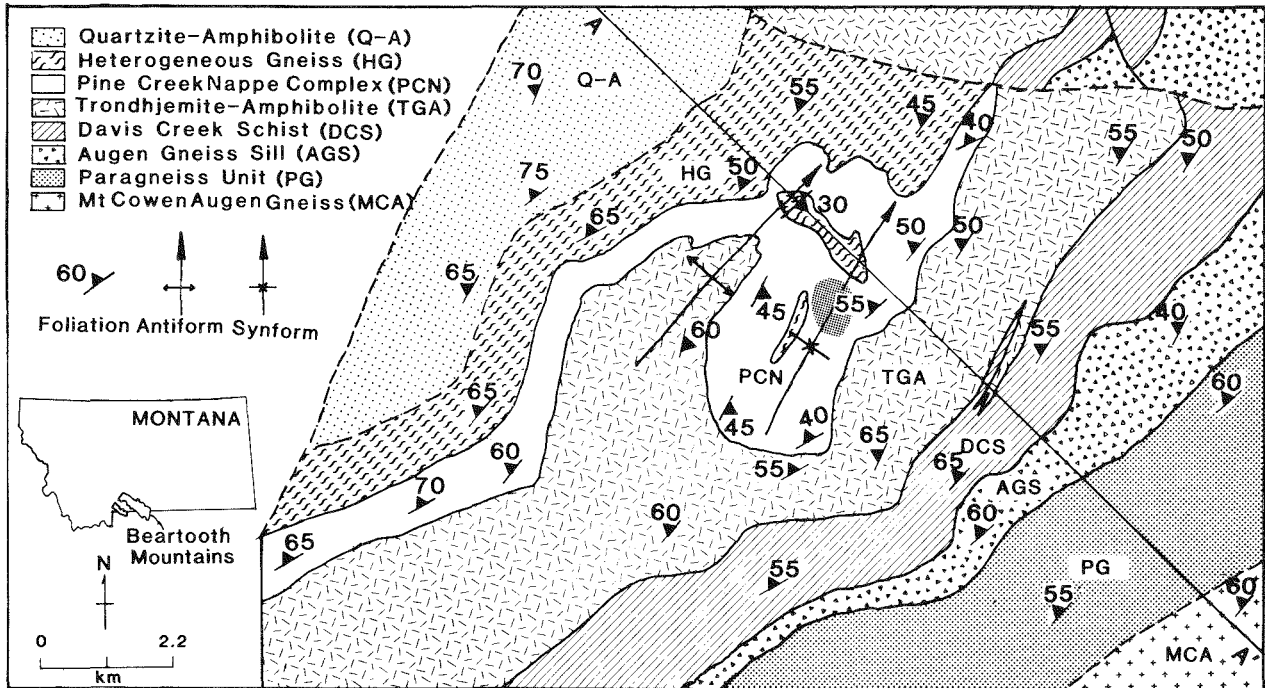 Quartzite-Amphibolite (Q-A)
Heterogeneous Gneiss (HG)
Pine Creek Nappe Complex (PCN)
Trondhjemite-Amphibolite (TGA)
Davis Creek Schist (DCS)
Augen Gneiss Sill (AGS)
Paragneiss Unit (PG)
Mt Cowen Augen Gneiss (MCA)
60
Foliation Antiform Synform
MONTANA
Beartooth
Mountains
N
0 2.2
km
A
70
Q-A
55
45
40
55
50
75
HG
50
65
30
50
50
65
45
55
60
55
40
PCN
TGA
60
65
45
40
65
DCS
60
55
65
AGS
70
60
60
65
55
PG
55
60
MCA
A'